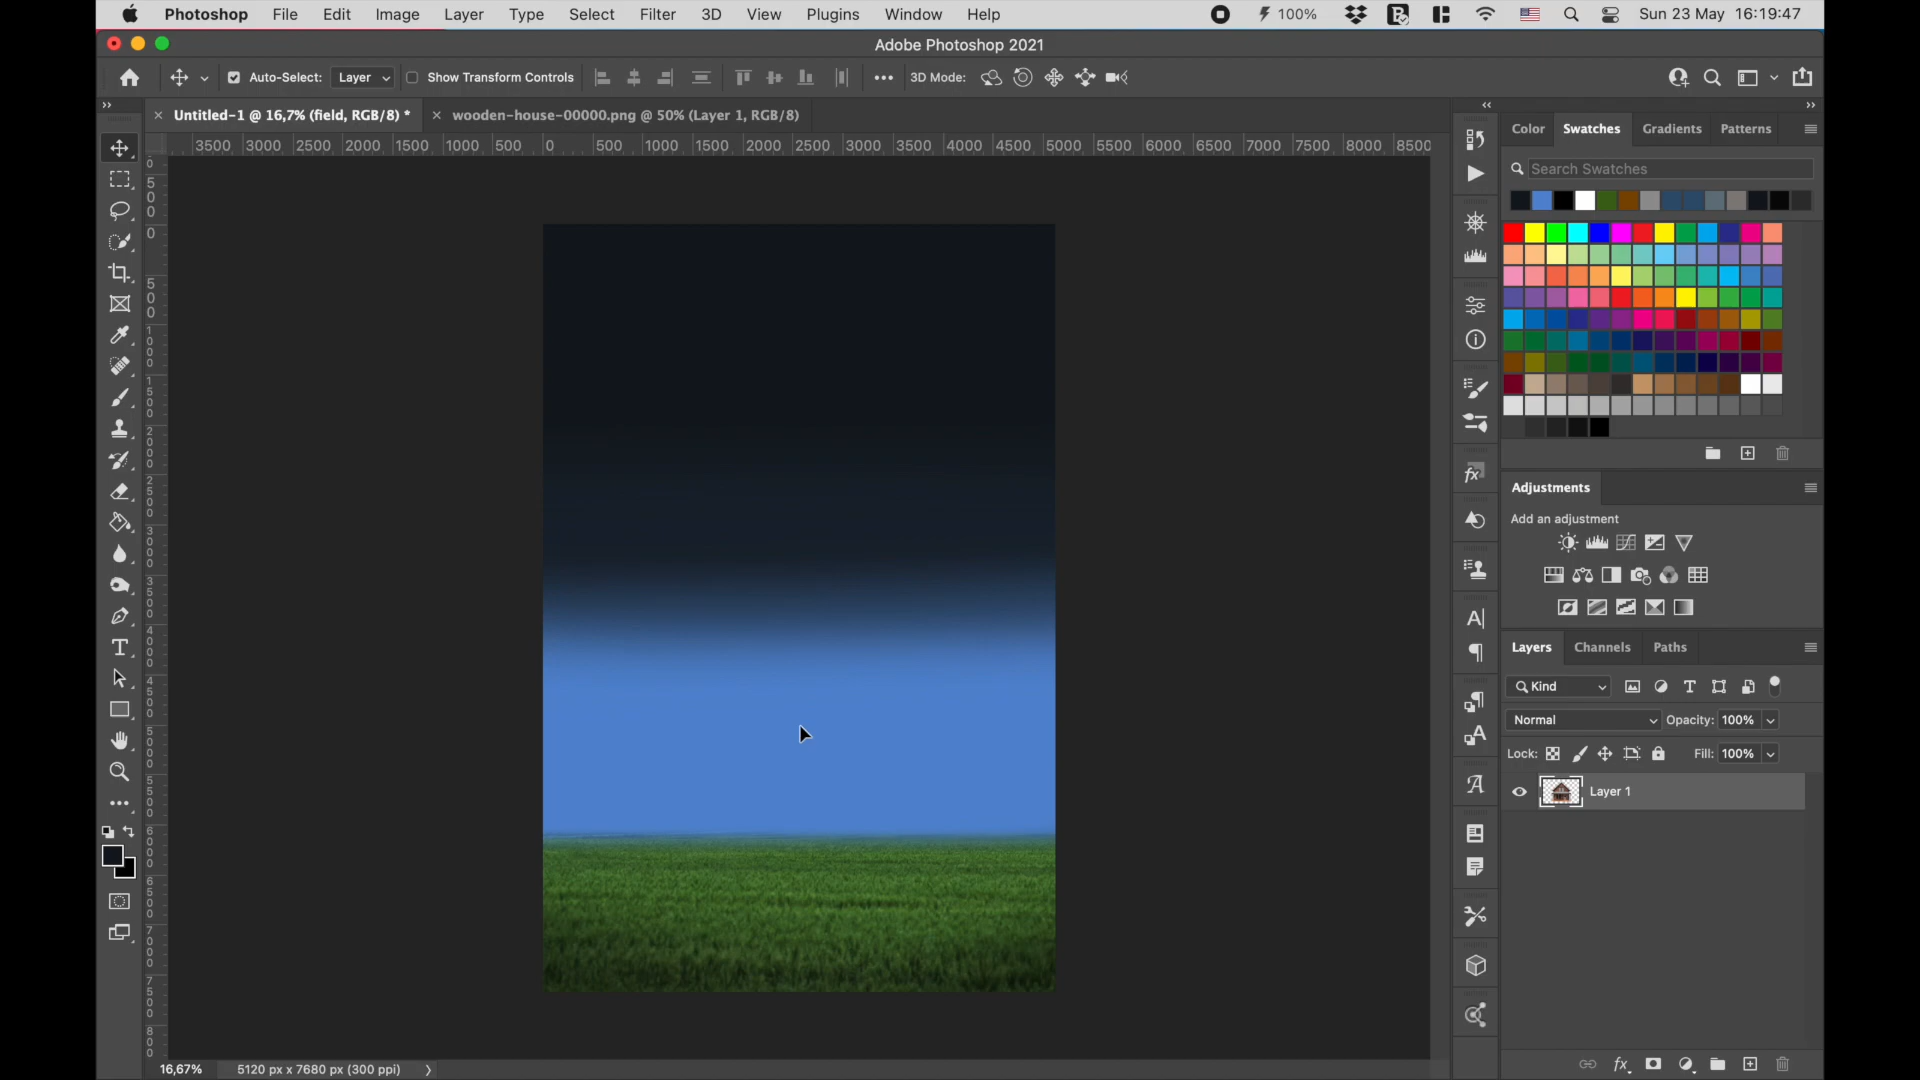 Photoshop File Edit Image Layer Type Select Filter 3D View Plugins Window Help 100% Sun 23 May 16:19:47
Adobe Photoshop 2021
Auto-Select: Layer Show Transform Controls 3D Mode:
Untitled-1 @ 16,7% (field, RGB/8) * wooden-house-00000.png @ 50% (Layer 1, RGB/8)
3500 3000 2500 2000 1500 1000 500 0 500 1000 1500 2000 2500 3000 3500 4000 4500 5000 5500 6000 6500 7000 7500 8000 8500
Color Swatches Gradients Patterns
Search Swatches
Adjustments
Add an adjustment
Layers Channels Paths
Kind
Normal Opacity: 100%
Lock: Fill: 100%
Layer 1
16,67% 5120 px x 7680 px (300 ppi)